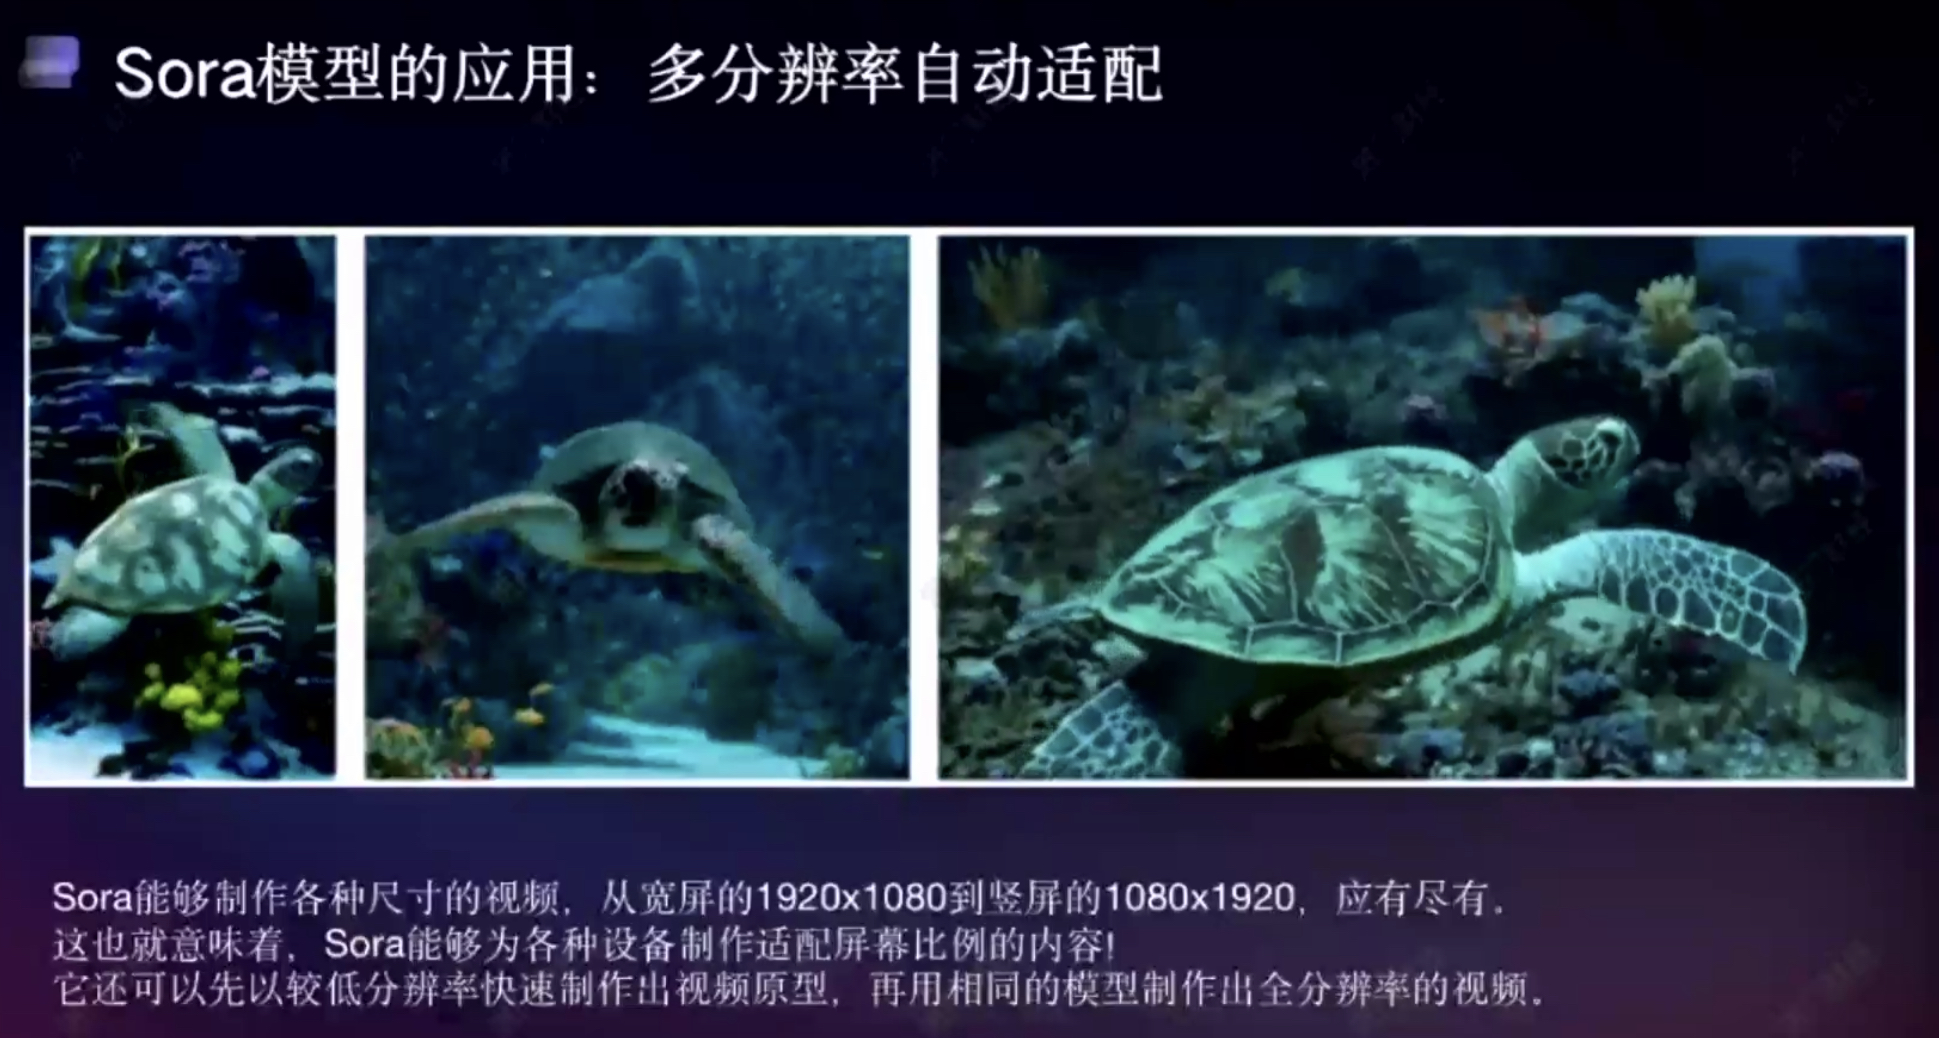 Sora模型的应用：多分辨率自动适配
Sora能够制作各种尺寸的视频，从宽屏的1920x1080到竖屏的1080x1920，应有尽有。
这也就意味着，Sora能够为各种设备制作适配屏幕比例的内容！
它还可以先以较低分辨率快速制作出视频原型，再用相同的模型制作出全分辨率的视频。